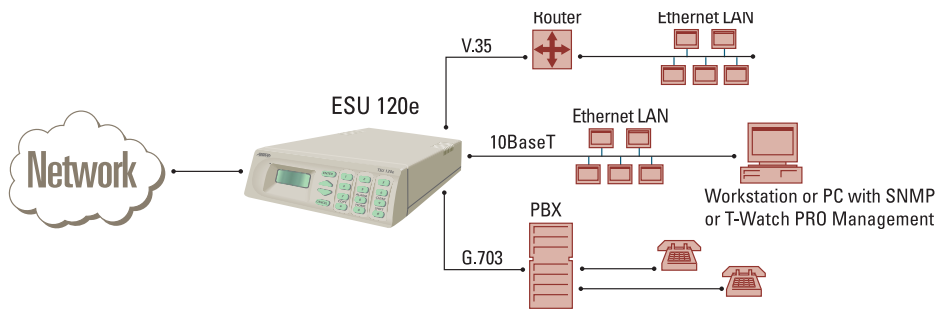 Router
Ethernet LAN
V.35
ESU 120e
Ethernet LAN
10BaseT
Network
Workstation or PC with SNMP
or T-Watch PRO Management
PBX
G.703